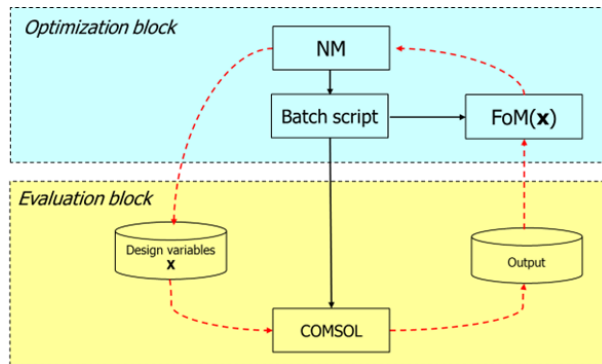 Optimization block
NM
Batch script
FoM(x)
Evaluation block
Design variables
x
Output
COMSOL